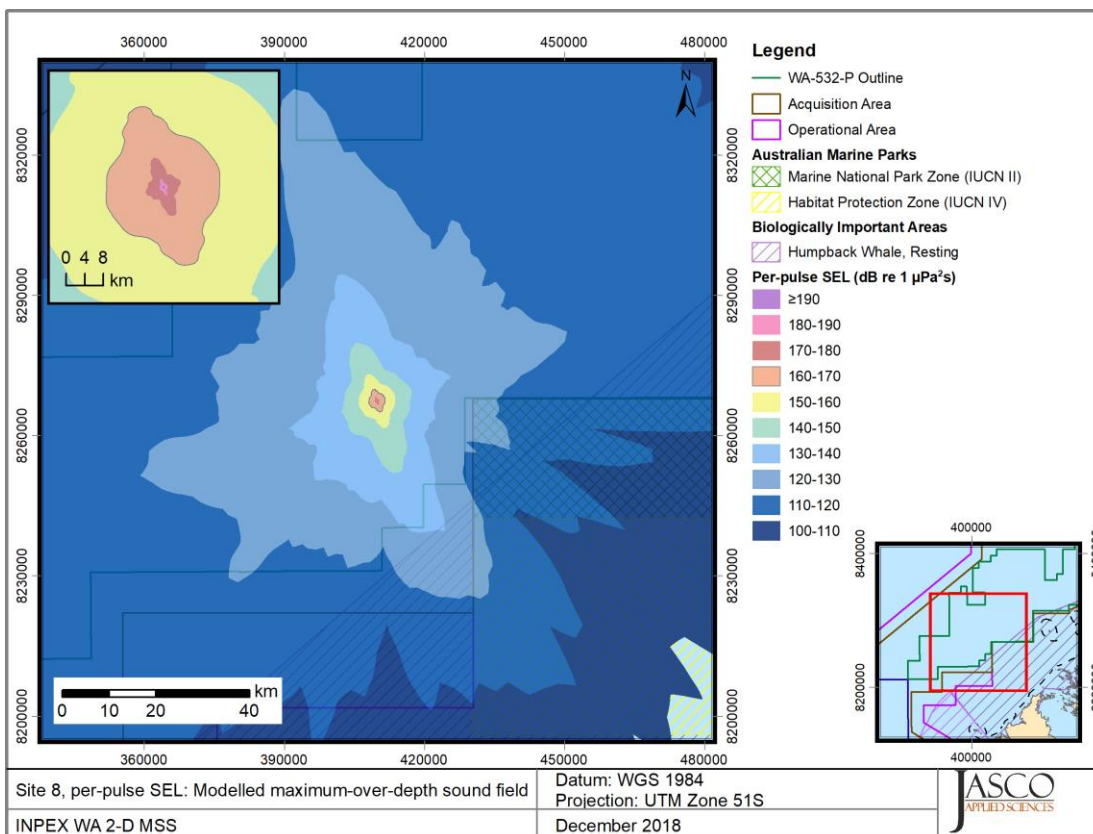 360000 390000 420000 450000 480000
N
8320000 8320000
8290000 8290000
8260000 8260000
8230000 8230000
8200000 8200000
0 4 8
km
km
0 10 20 40
360000 390000 420000 450000 480000
Legend
WA-532-P Outline
Acquisition Area
Operational Area
Australian Marine Parks
Marine National Park Zone (IUCN II)
Habitat Protection Zone (IUCN IV)
Biologically Important Areas
Humpback Whale, Resting
Per-pulse SEL (dB re 1 µPa²s)
≥190
180-190
170-180
160-170
150-160
140-150
130-140
120-130
110-120
100-110
400000
8400000
8200000
400000
Site 8, per-pulse SEL: Modelled maximum-over-depth sound field
INPEX WA 2-D MSS
Datum: WGS 1984
Projection: UTM Zone 51S
December 2018
JASCO
APPLIED SCIENCES